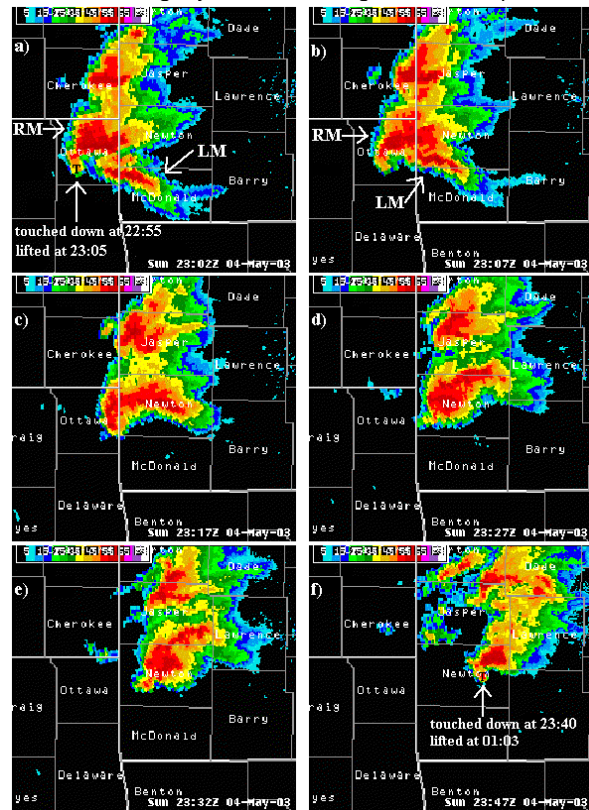 a)
Dade
Jasper
Cherokee
Lawrence
RM
Newton
Ottawa
LM
Barry
McDonald
touched down at 22:55
lifted at 23:05
Sun 23:02Z 04-May-03
b)
Dade
Jasper
Cherokee
Lawrence
RM
Newton
Ottawa
Barry
LM
McDonald
Delaware
Benton
Sun 23:07Z 04-May-03
c)
Dade
Jasper
Cherokee
Lawrence
Newton
Ottawa
raig
Barry
McDonald
Delaware
yes
Benton
Sun 23:17Z 04-May-03
d)
Dade
Jasper
Cherokee
Lawrence
Newton
Ottawa
raig
Barry
McDonald
Delaware
yes
Benton
Sun 23:27Z 04-May-03
e)
Dade
Jasper
Cherokee
Lawrence
Newton
Ottawa
raig
Barry
McDonald
Delaware
yes
Benton
Sun 23:32Z 04-May-03
f)
Dade
Jasper
Cherokee
Lawrence
Newton
Ottawa
raig
touched down at 23:40
lifted at 01:03
Delaware
yes
Benton
Sun 23:47Z 04-May-03